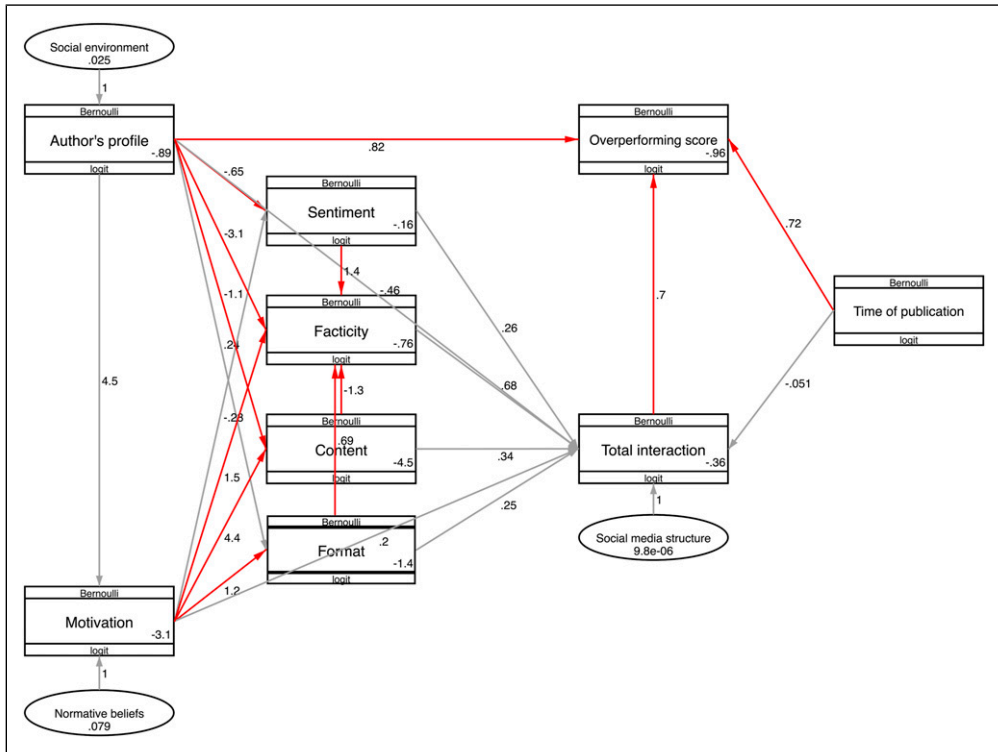 Social environment
.025
1
Bernoulli
Author's profile
-.89
logit
Bernoulli
Overperforming score
-.96
logit
.82
-.65
Bernoulli
Sentiment
-.16
logit
-3.1
1.4
.72
-1.1
-.46
Bernoulli
Facticity
-.76
logit
.26
.7
Bernoulli
Time of publication
logit
.24
4.5
-.23
-1.3
.68
-.051
Bernoulli
Content
-4.5
logit
.69
.34
Bernoulli
Total interaction
-.36
logit
1.5
4.4
.25
1
Bernoulli
Format
-1.4
logit
.2
Social media structure
9.8e-06
1.2
Bernoulli
Motivation
-3.1
logit
1
Normative beliefs
.079